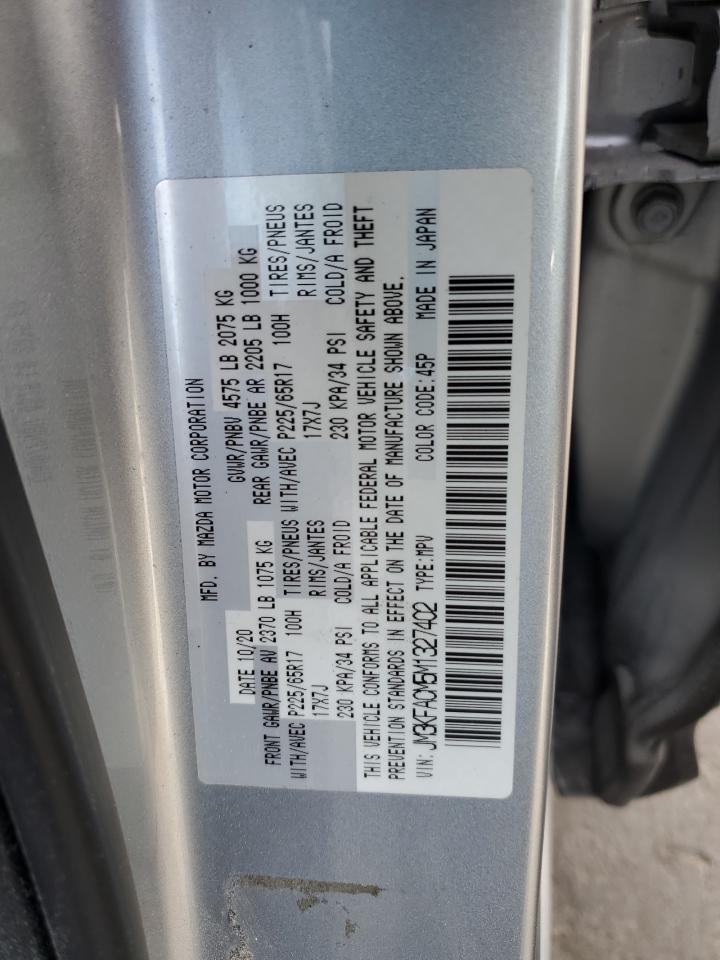 MFD. BY MAZDA MOTOR CORPORATION
DATE 10/20 GVWR/PNBV 4575 LB 2075 KG
FRONT GAWR/PNBE AV 2370 LB 1075 KG REAR GAWR/PNBE AR 2205 LB 1000 KG
WITH/AVEC P225/65R17 100H TIRES/PNEUS WITH/AVEC P225/65R17 100H TIRES/PNEUS
17X7J RIMS/JANTES 17X7J RIMS/JANTES
230 KPA/34 PSI COLD/A FROID 230 KPA/34 PSI COLD/A FROID
THIS VEHICLE CONFORMS TO ALL APPLICABLE FEDERAL MOTOR VEHICLE SAFETY AND THEFT
PREVENTION STANDARDS IN EFFECT ON THE DATE OF MANUFACTURE SHOWN ABOVE.
VIN: JM3KFACM5M1327402 TYPE:MPV COLOR CODE:45P MADE IN JAPAN